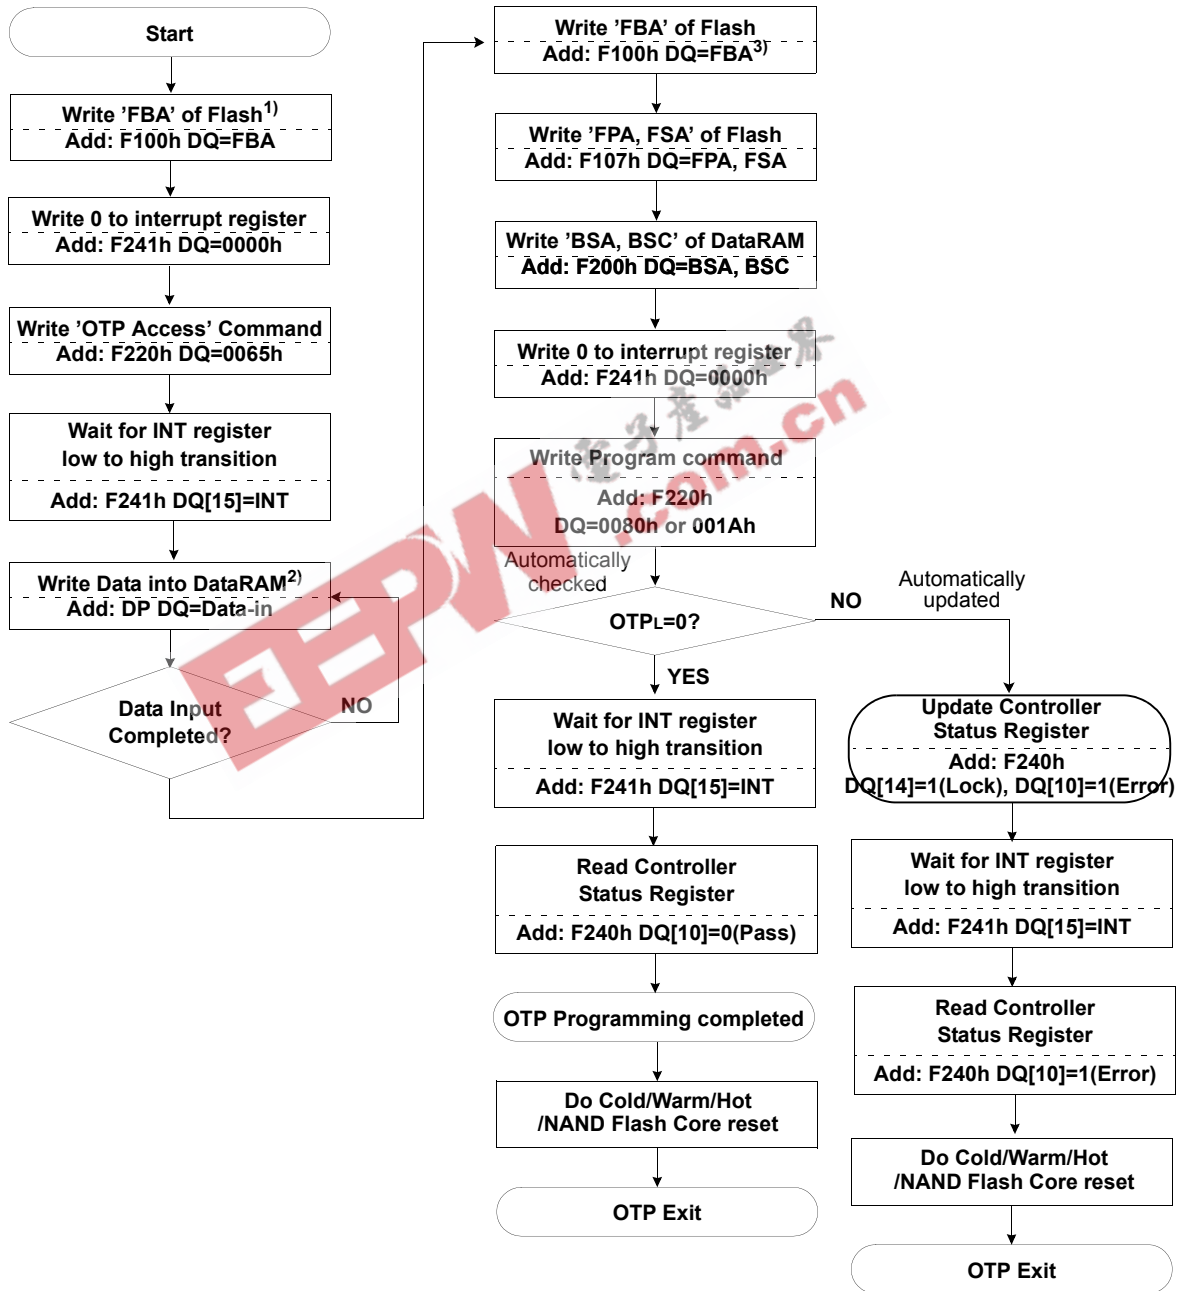 Start
Write ’FBA’ of Flash1)
Add: F100h DQ=FBA
Write 0 to interrupt register
Add: F241h DQ=0000h
Write ’OTP Access’ Command
Add: F220h DQ=0065h
Wait for INT register
low to high transition
Add: F241h DQ[15]=INT
Write Data into DataRAM2)
Add: DP DQ=Data-in
Data Input
Completed?
NO
Write ’FBA’ of Flash
Add: F100h DQ=FBA3)
Write ’FPA, FSA’ of Flash
Add: F107h DQ=FPA, FSA
Write ’BSA, BSC’ of DataRAM
Add: F200h DQ=BSA, BSC
Write 0 to interrupt register
Add: F241h DQ=0000h
Write Program command
Add: F220h
DQ=0080h or 001Ah
Automatically
checked
OTPL=0?
YES
NO
Automatically
updated
Wait for INT register
low to high transition
Add: F241h DQ[15]=INT
Read Controller
Status Register
Add: F240h DQ[10]=0(Pass)
OTP Programming completed
Do Cold/Warm/Hot
/NAND Flash Core reset
OTP Exit
Update Controller
Status Register
Add: F240h
DQ[14]=1(Lock), DQ[10]=1(Error)
Wait for INT register
low to high transition
Add: F241h DQ[15]=INT
Read Controller
Status Register
Add: F240h DQ[10]=1(Error)
Do Cold/Warm/Hot
/NAND Flash Core reset
OTP Exit
EEPW.com.cn
電子產品世界